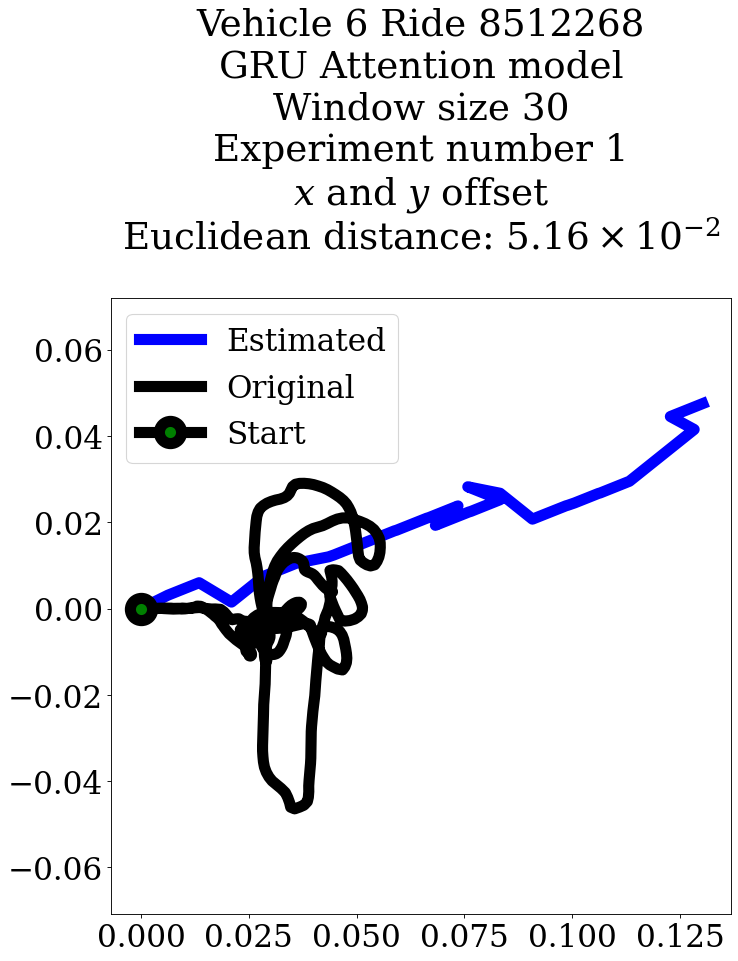 Vehicle 6 Ride 8512268
GRU Attention model
Window size 30
Experiment number 1
x and y offset
Euclidean distance: 5.16 × 10⁻²
Estimated
Original
Start
0.06
0.04
0.02
0.00
−0.02
−0.04
−0.06
0.000 0.025 0.050 0.075 0.100 0.125